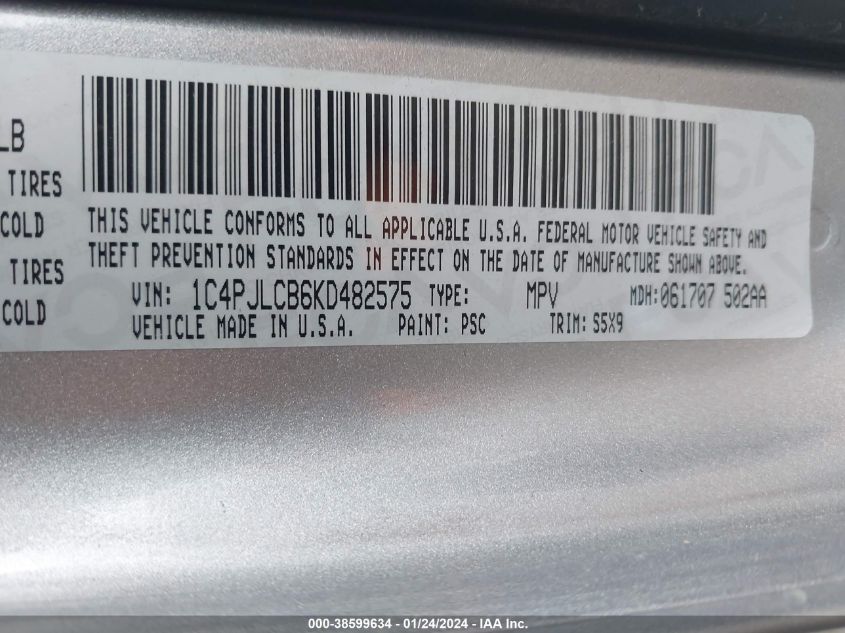 LB
TIRES
COLD
TIRES
COLD
THIS VEHICLE CONFORMS TO ALL APPLICABLE U.S.A. FEDERAL MOTOR VEHICLE SAFETY AND
THEFT PREVENTION STANDARDS IN EFFECT ON THE DATE OF MANUFACTURE SHOWN ABOVE.
VIN: 1C4PJLCB6KD482575 TYPE: MPV MDH:061707 502AA
VEHICLE MADE IN U.S.A. PAINT: PSC TRIM: S5X9
000-38599634 - 01/24/2024 - IAA Inc.